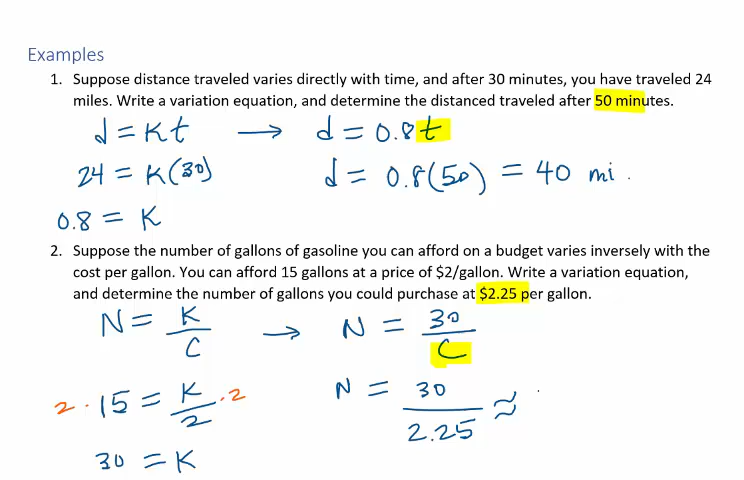 Examples
1. Suppose distance traveled varies directly with time, and after 30 minutes, you have traveled 24
miles. Write a variation equation, and determine the distanced traveled after 50 minutes.
d = Kt → d = 0.8t
24 = K(30) d = 0.8(50) = 40 mi.
0.8 = K
2. Suppose the number of gallons of gasoline you can afford on a budget varies inversely with the
cost per gallon. You can afford 15 gallons at a price of $2/gallon. Write a variation equation,
and determine the number of gallons you could purchase at $2.25 per gallon.
N = K/C → N = 30/C
2 · 15 = K/2 · 2 N = 30/2.25 ≈
30 = K